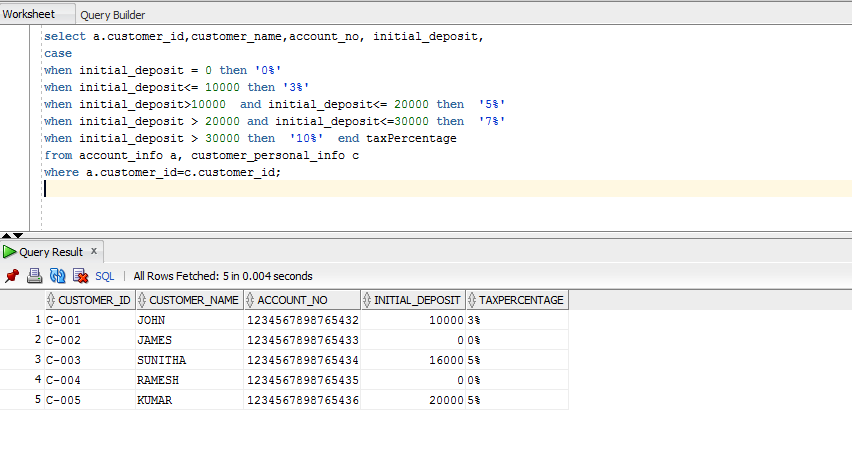 Worksheet Query Builder
select a.customer_id,customer_name,account_no, initial_deposit,
case
when initial_deposit = 0 then '0%'
when initial_deposit<= 10000 then '3%'
when initial_deposit>10000  and initial_deposit<= 20000 then  '5%'
when initial_deposit > 20000 and initial_deposit<=30000 then  '7%'
when initial_deposit > 30000 then  '10%'  end taxPercentage
from account_info a, customer_personal_info c
where a.customer_id=c.customer_id;
Query Result x
SQL | All Rows Fetched: 5 in 0.004 seconds
CUSTOMER_ID CUSTOMER_NAME ACCOUNT_NO INITIAL_DEPOSIT TAXPERCENTAGE
1 C-001 JOHN 1234567898765432 10000 3%
2 C-002 JAMES 1234567898765433 0 0%
3 C-003 SUNITHA 1234567898765434 16000 5%
4 C-004 RAMESH 1234567898765435 0 0%
5 C-005 KUMAR 1234567898765436 20000 5%